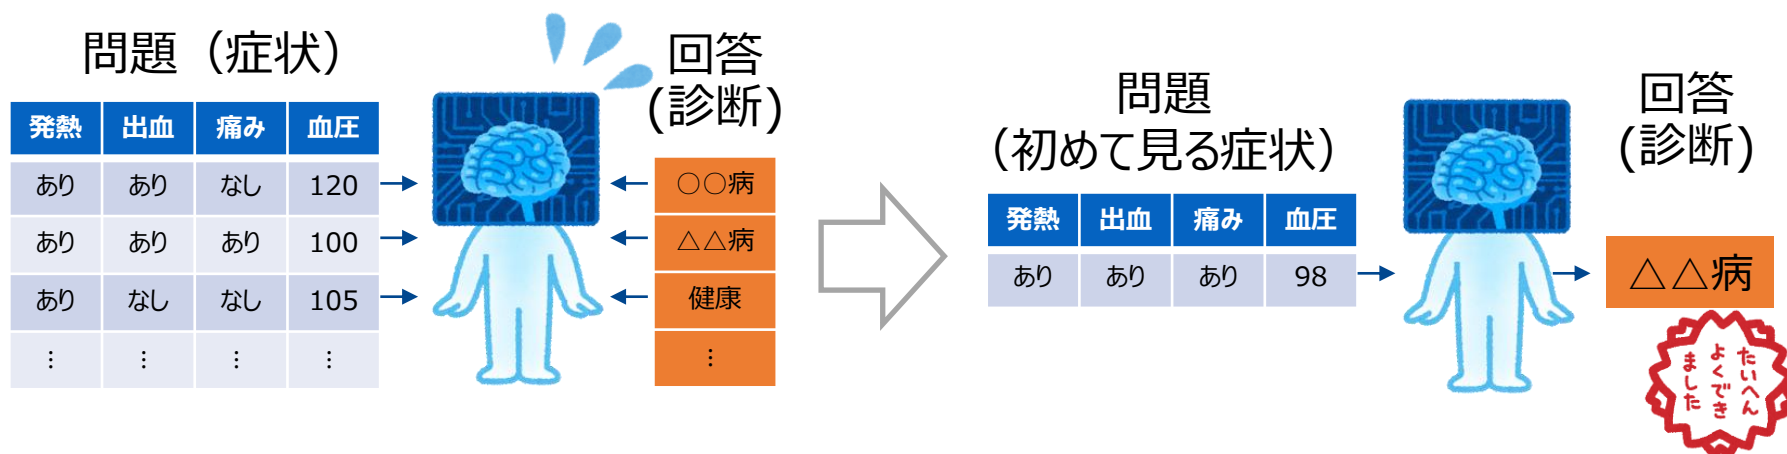 問題（症状）
回答
(診断)
発熱 出血 痛み 血圧
あり あり なし 120
あり あり あり 100
あり なし なし 105
⋮ ⋮ ⋮ ⋮
○○病
△△病
健康
⋮
問題
（初めて見る症状）
回答
(診断)
発熱 出血 痛み 血圧
あり あり あり 98
△△病
たいへん
よくでき
ました